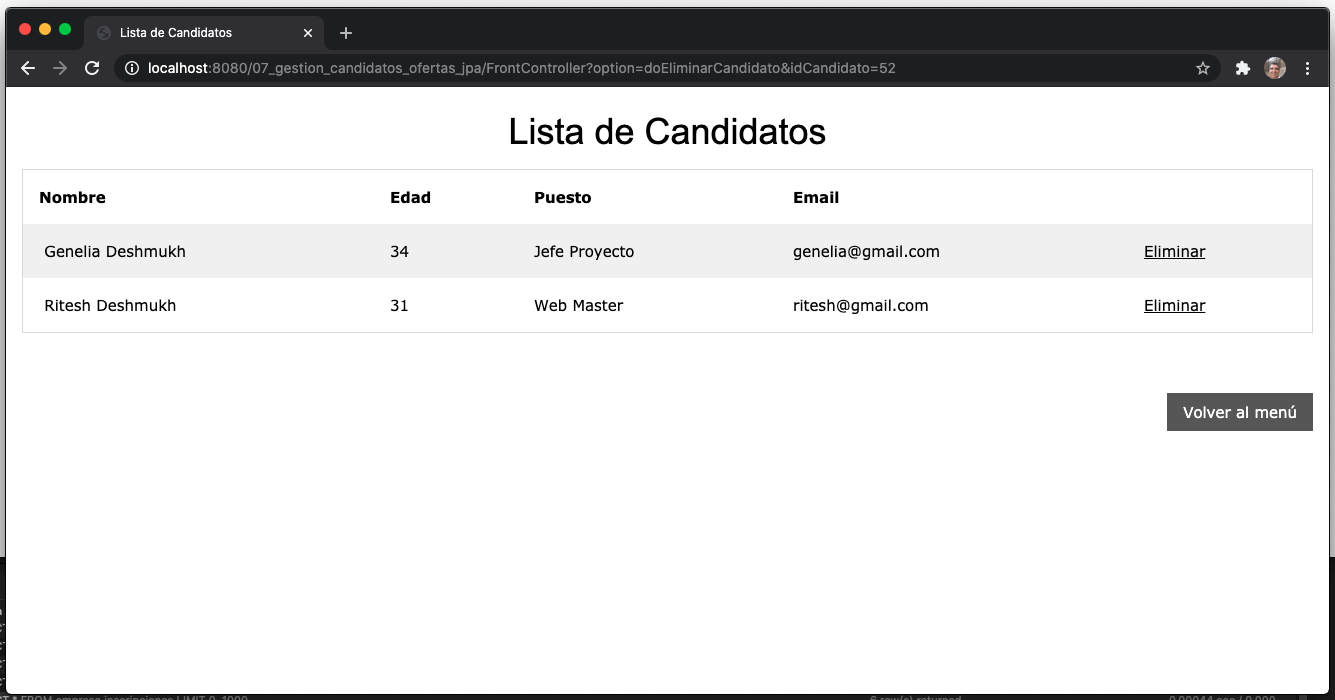 Lista de Candidatos
localhost:8080/07_gestion_candidatos_ofertas_jpa/FrontController?option=doEliminarCandidato&idCandidato=52
Lista de Candidatos
Nombre Edad Puesto Email
Genelia Deshmukh 34 Jefe Proyecto genelia@gmail.com Eliminar
Ritesh Deshmukh 31 Web Master ritesh@gmail.com Eliminar
Volver al menú